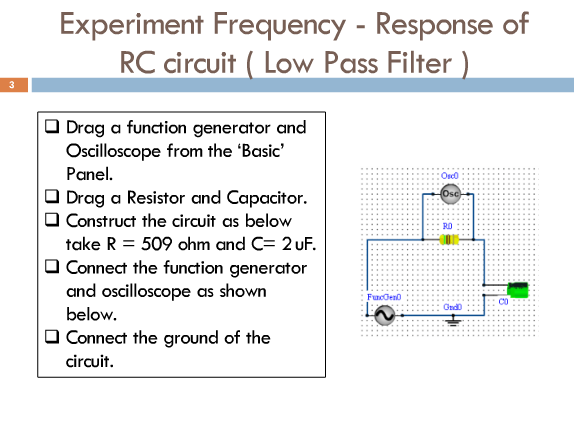 Experiment Frequency - Response of
RC circuit ( Low Pass Filter )
3
Drag a function generator and
Oscilloscope from the ‘Basic’
Panel.
Drag a Resistor and Capacitor.
Construct the circuit as below
take R = 509 ohm and C= 2 uF.
Connect the function generator
and oscilloscope as shown
below.
Connect the ground of the
circuit.
Osc0
Osc
R0
FuncGen0
Gnd0
C0